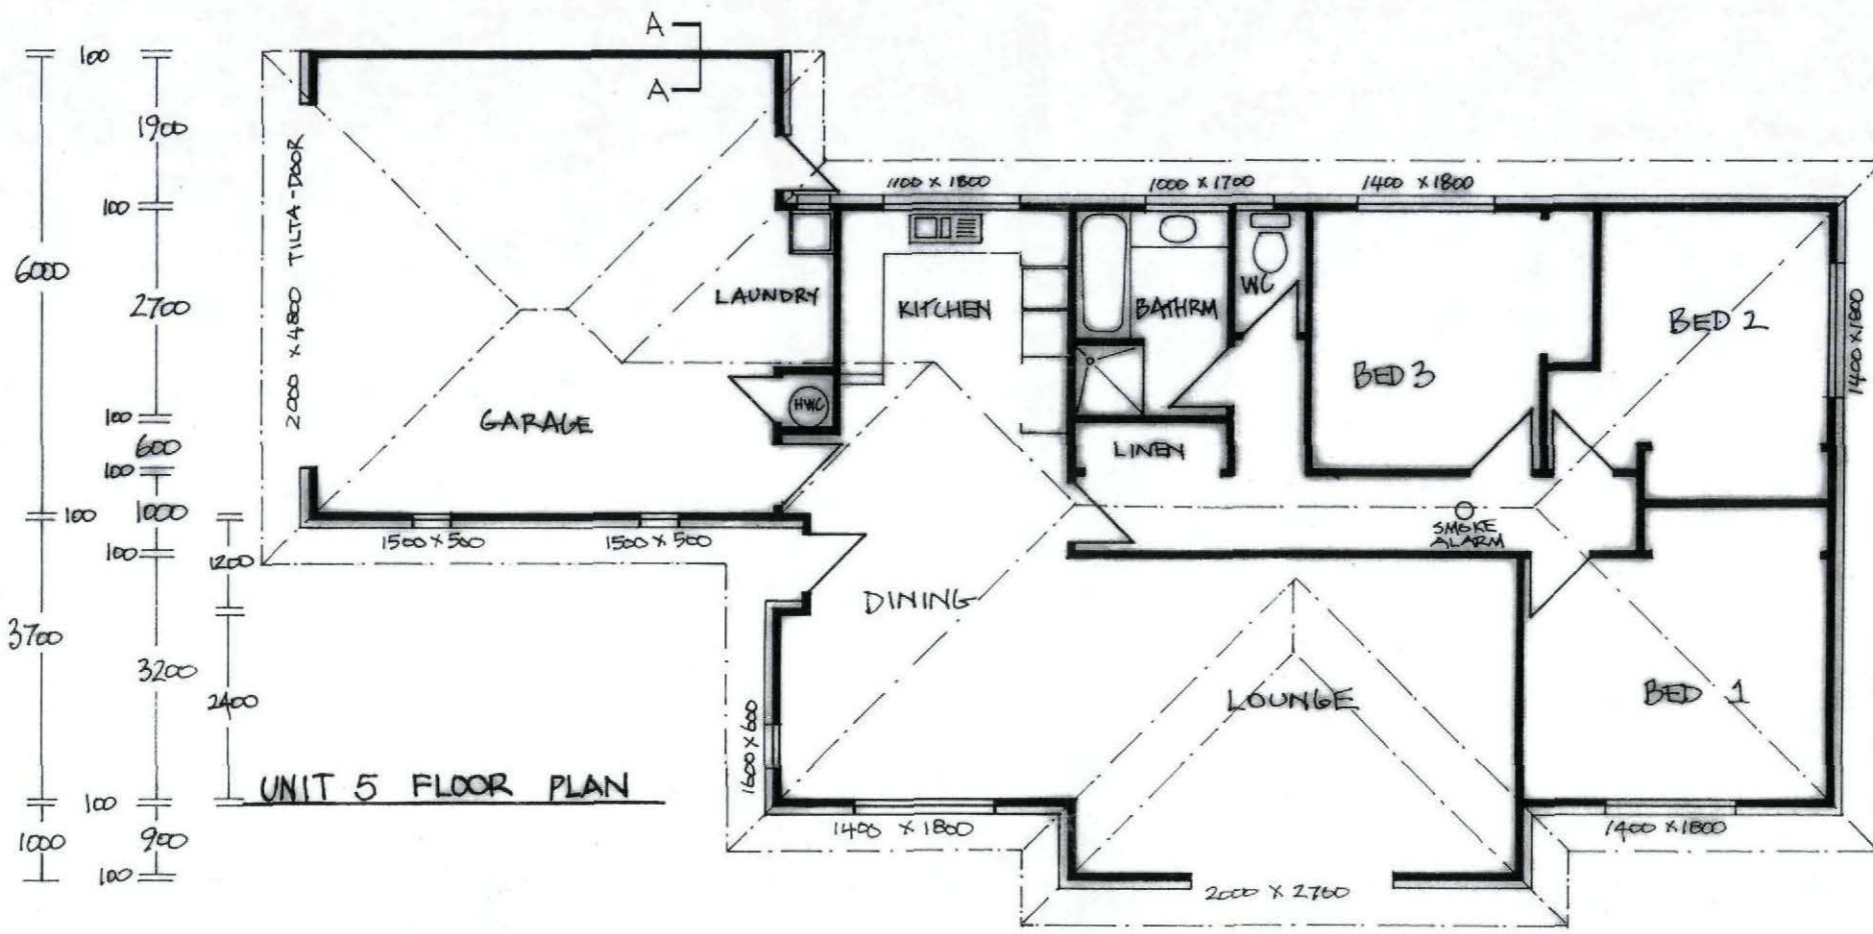 A
A
100
1900
100
6000
2700
100
600
100
100
1000
100
1200
3700
3200
2400
100
1000
900
100
2000 x 4800 TILTA-DOOR
1100 x 1800
1000 x 1700
1400 x 1800
LAUNDRY
KITCHEN
BATHRM
WC
BED 3
BED 2
1400 x 1800
HWC
GARAGE
LINEN
SMOKE
ALARM
1500 x 500
1500 x 500
DINING
LOUNGE
BED 1
1600 x 600
UNIT 5 FLOOR PLAN
1400 x 1800
1400 x 1800
2000 x 2700